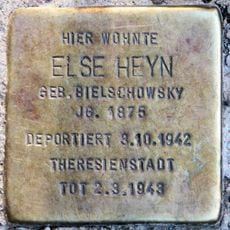 HIER WOHNTE
ELSE HEYN
GEB. BIELSCHOWSKY
JG. 1875
DEPORTIERT 3.10.1942
THERESIENSTADT
TOT 2.3.1943